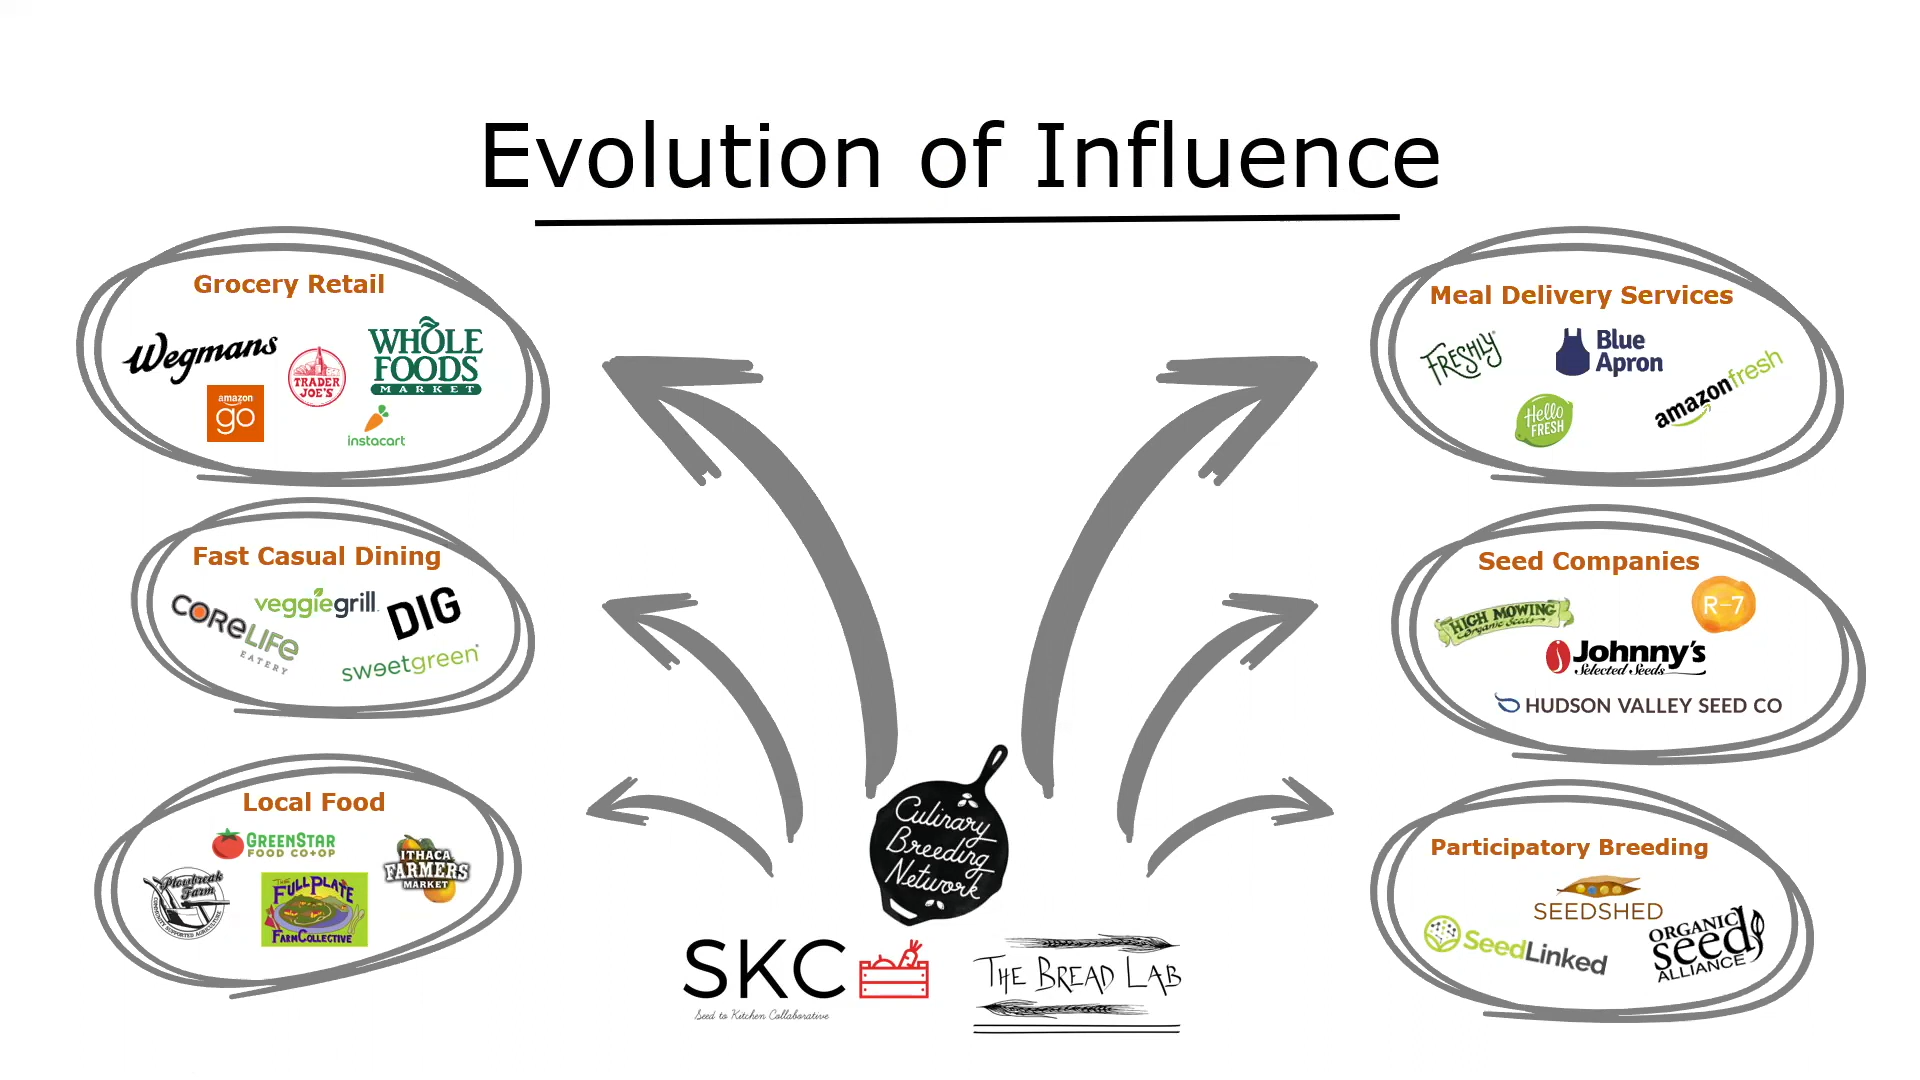 Evolution of Influence
Grocery Retail
Wegmans
TRADER
JOE'S
WHOLE
FOODS
MARKET
amazon
go
instacart
Fast Casual Dining
CORELIFE
EATERY
veggiegrill
DIG
sweetgreen
Local Food
GREENSTAR
FOOD CO+OP
Plowbreak
Farm
COMMUNITY SUPPORTED AGRICULTURE
THE
FULL PLATE
FARM COLLECTIVE
ITHACA
FARMERS
MARKET
Culinary
Breeding
Network
SKC
Seed to Kitchen Collaborative
THE BREAD LAB
Meal Delivery Services
FRESHLY
Blue
Apron
Hello
FRESH
amazonfresh
Seed Companies
HIGH MOWING
Organic Seeds
R-7
Johnny's
Selected Seeds
HUDSON VALLEY SEED CO
Participatory Breeding
SEEDSHED
SeedLinked
ORGANIC
seed
ALLIANCE